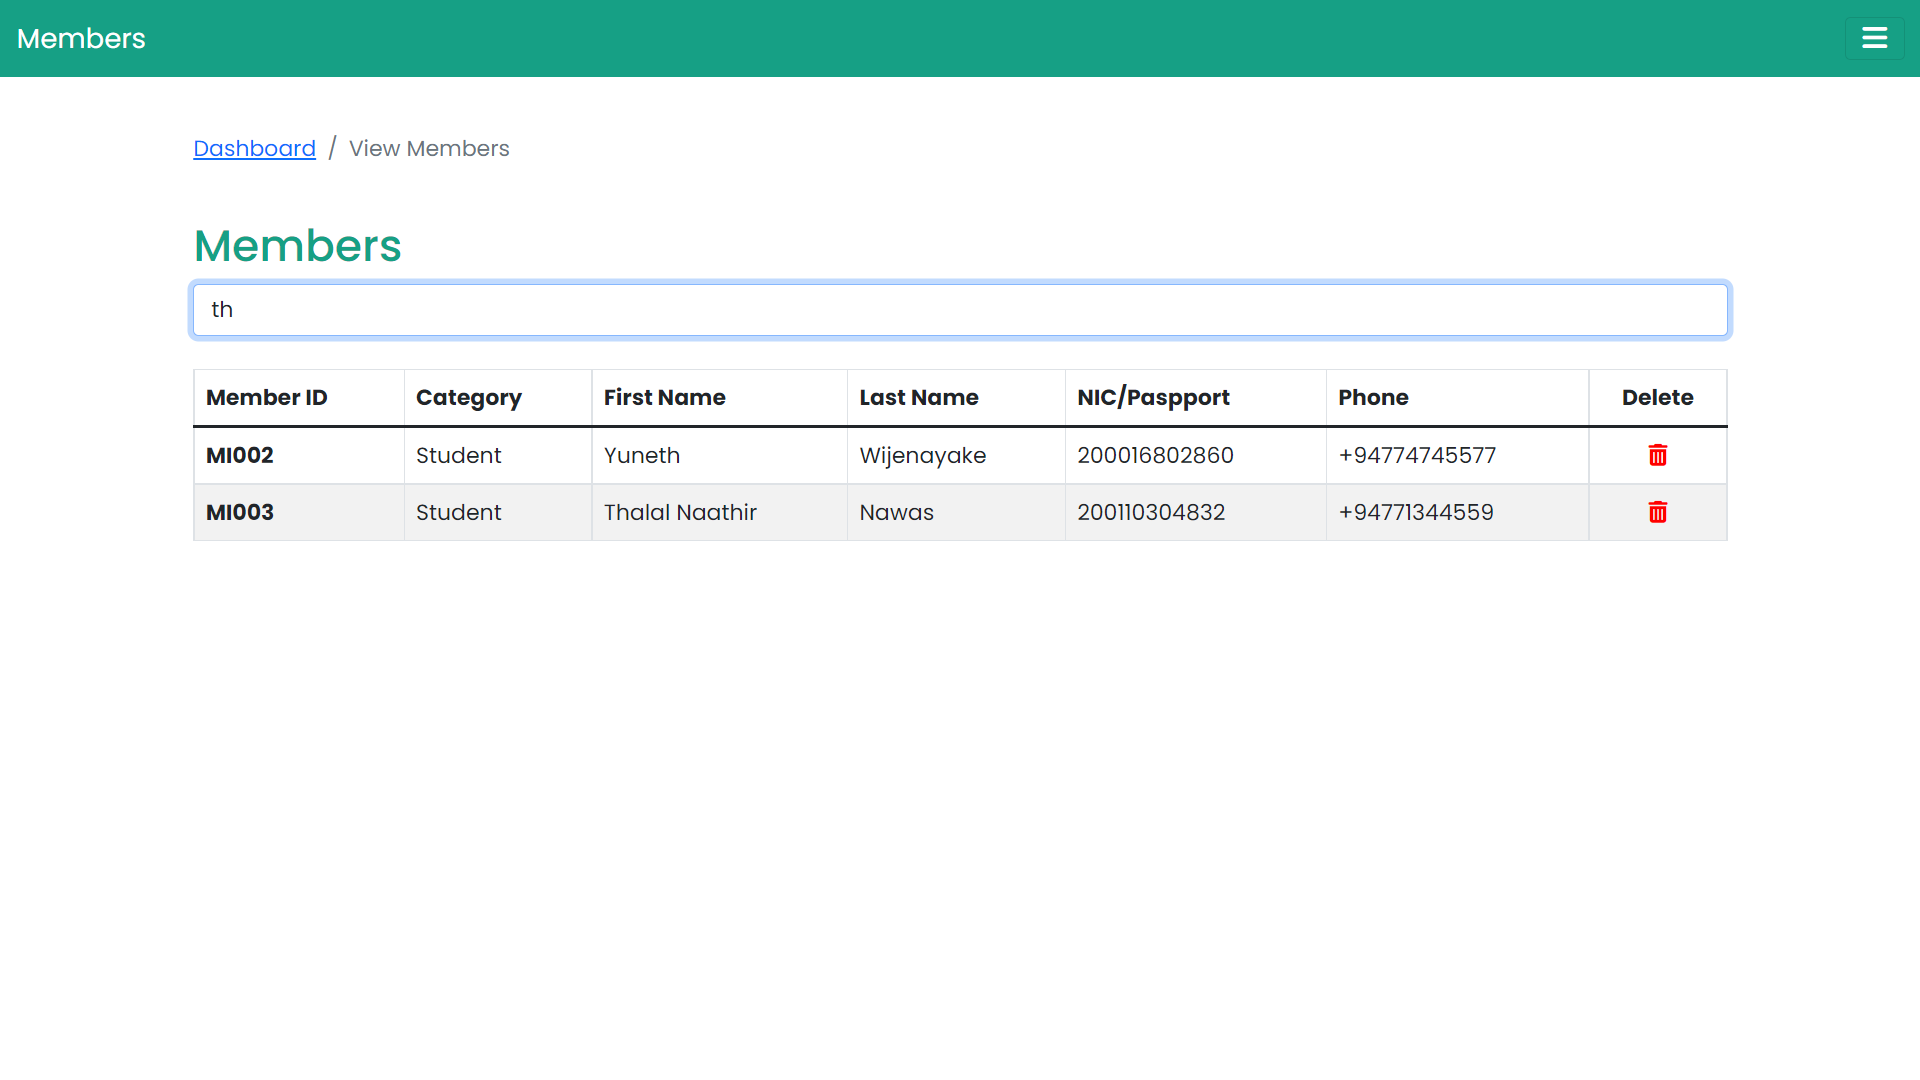 Members
Dashboard / View Members
Members
th
Member ID Category First Name Last Name NIC/Paspport Phone Delete
MI002 Student Yuneth Wijenayake 200016802860 +94774745577
MI003 Student Thalal Naathir Nawas 200110304832 +94771344559